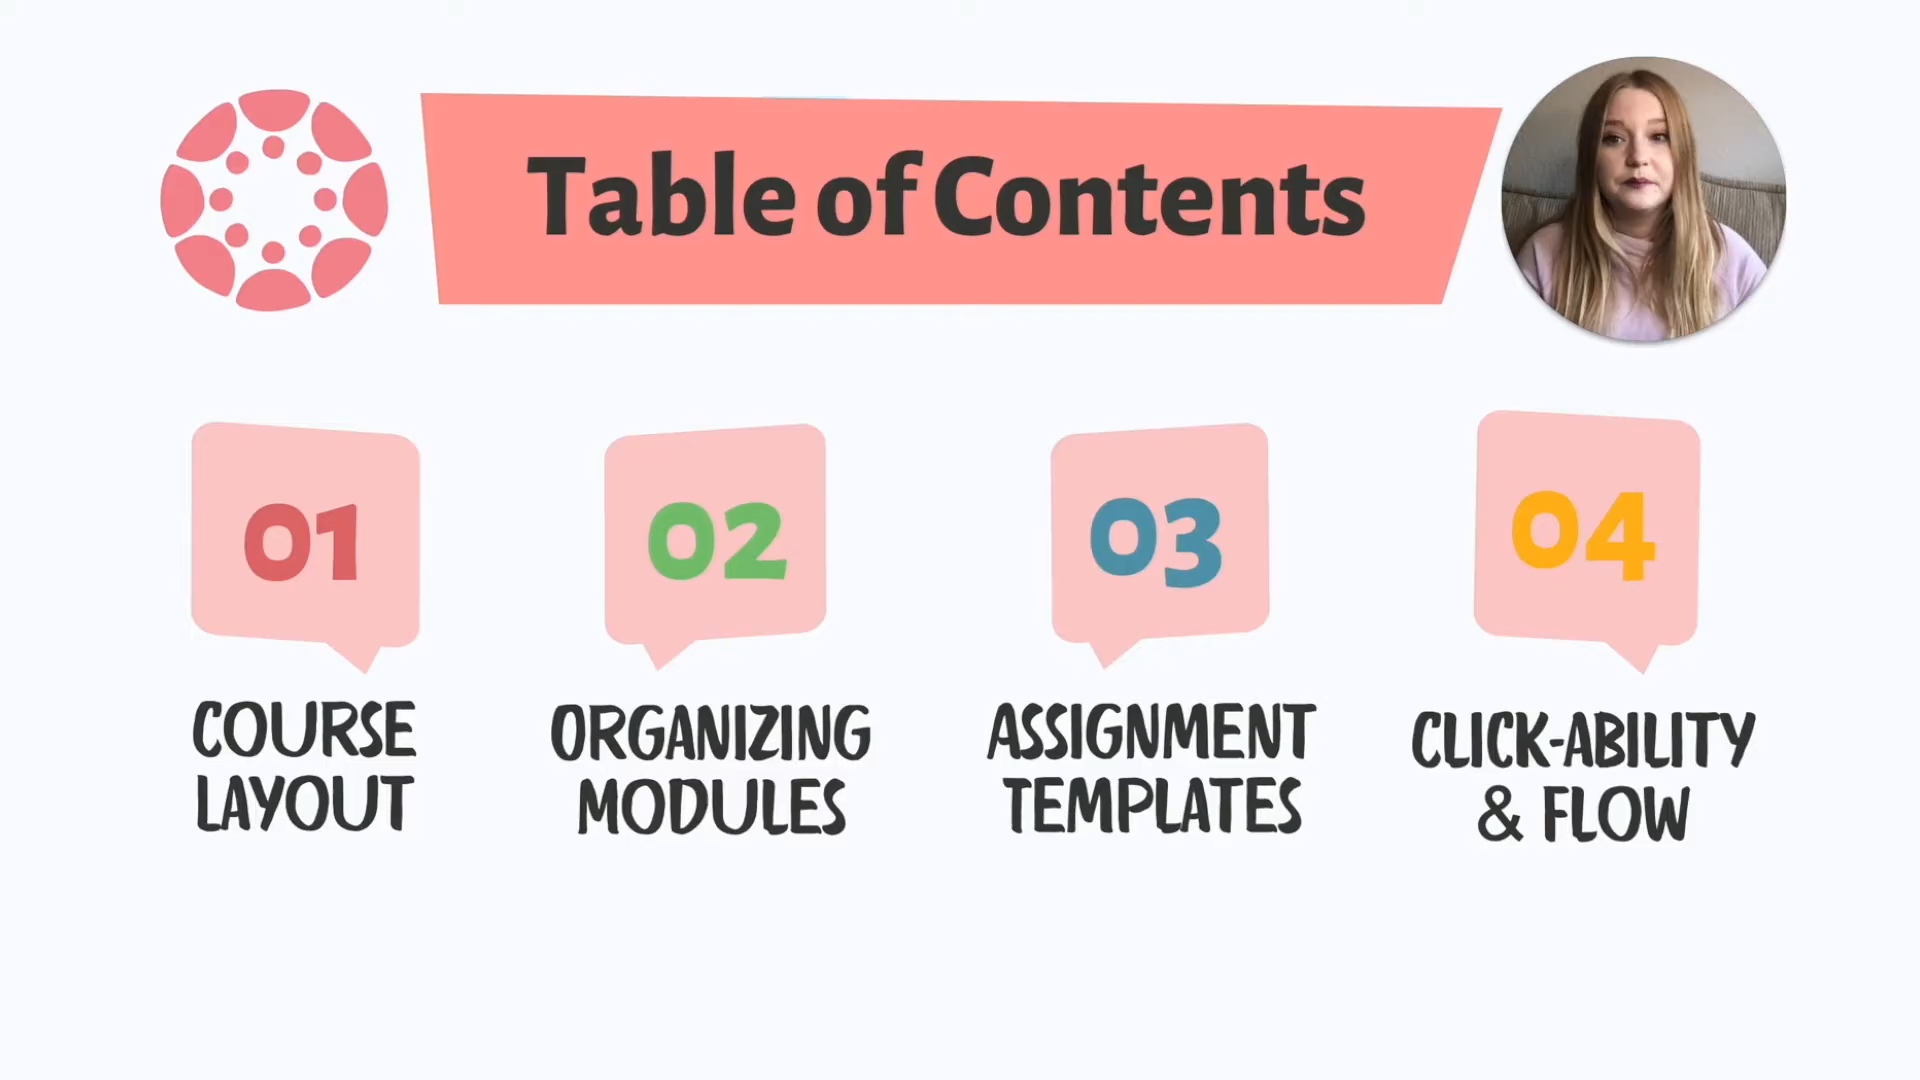 Table of Contents
01
02
03
04
COURSE
LAYOUT
ORGANIZING
MODULES
ASSIGNMENT
TEMPLATES
CLICK-ABILITY
& FLOW